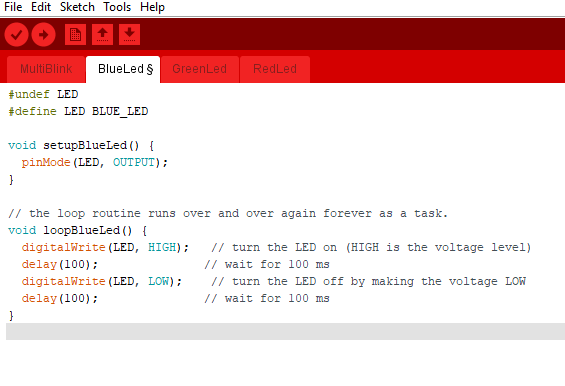 File Edit Sketch Tools Help
MultiBlink BlueLed § GreenLed RedLed
#undef LED
#define LED BLUE_LED
void setupBlueLed() {
  pinMode(LED, OUTPUT);
}
// the loop routine runs over and over again forever as a task.
void loopBlueLed() {
  digitalWrite(LED, HIGH);   // turn the LED on (HIGH is the voltage level)
  delay(100);               // wait for 100 ms
  digitalWrite(LED, LOW);    // turn the LED off by making the voltage LOW
  delay(100);               // wait for 100 ms
}